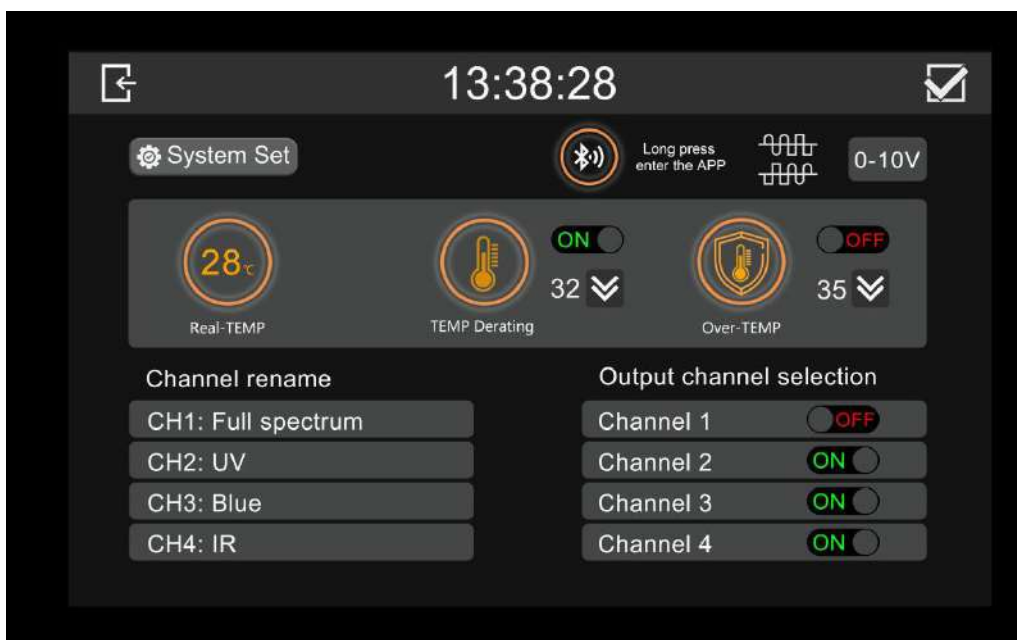 13:38:28
System Set
Long press
enter the APP
0-10V
28℃
Real-TEMP
TEMP Derating
ON
32
Over-TEMP
OFF
35
Channel rename
CH1: Full spectrum
CH2: UV
CH3: Blue
CH4: IR
Output channel selection
Channel 1 OFF
Channel 2 ON
Channel 3 ON
Channel 4 ON